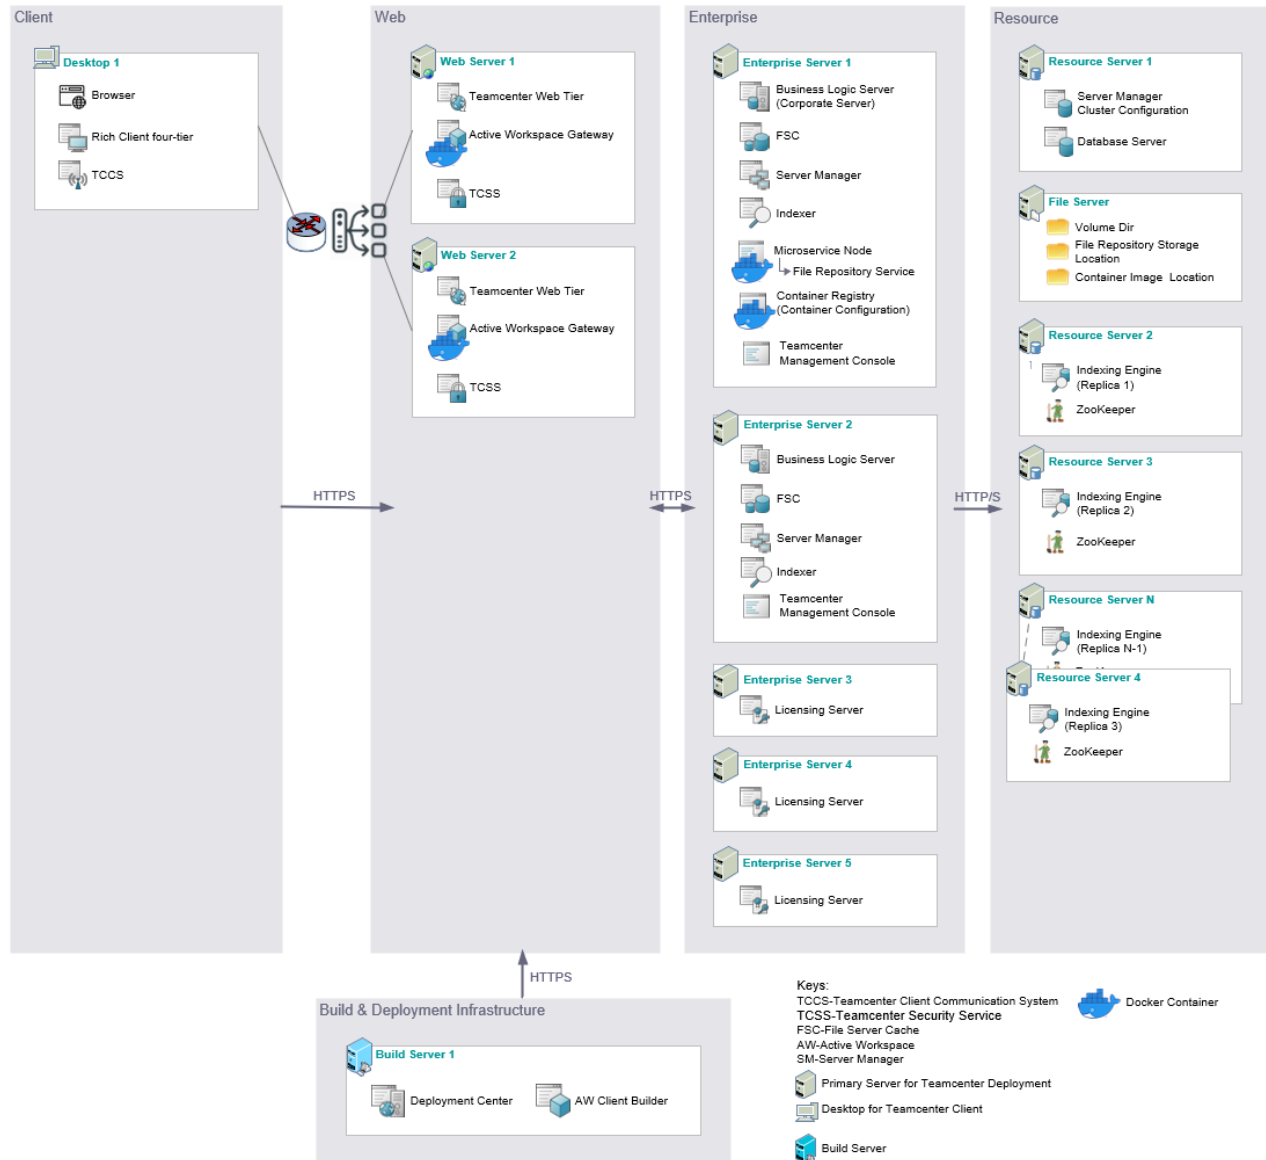 Client
Desktop 1
Browser
Rich Client four-tier
TCCS
HTTPS
Web
Web Server 1
Teamcenter Web Tier
Active Workspace Gateway
TCSS
Web Server 2
Teamcenter Web Tier
Active Workspace Gateway
TCSS
HTTPS
Enterprise
Enterprise Server 1
Business Logic Server
(Corporate Server)
FSC
Server Manager
Indexer
Microservice Node
File Repository Service
Container Registry
(Container Configuration)
Teamcenter
Management Console
Enterprise Server 2
Business Logic Server
FSC
Server Manager
Indexer
Teamcenter
Management Console
Enterprise Server 3
Licensing Server
Enterprise Server 4
Licensing Server
Enterprise Server 5
Licensing Server
HTTP/S
Resource
Resource Server 1
Server Manager
Cluster Configuration
Database Server
File Server
Volume Dir
File Repository Storage
Location
Container Image Location
Resource Server 2
1
Indexing Engine
(Replica 1)
ZooKeeper
Resource Server 3
Indexing Engine
(Replica 2)
ZooKeeper
Resource Server N
Indexing Engine
(Replica N-1)
Resource Server 4
Indexing Engine
(Replica 3)
ZooKeeper
HTTPS
Build & Deployment Infrastructure
Build Server 1
Deployment Center
AW Client Builder
Keys:
TCCS-Teamcenter Client Communication System
TCSS-Teamcenter Security Service
FSC-File Server Cache
AW-Active Workspace
SM-Server Manager
Docker Container
Primary Server for Teamcenter Deployment
Desktop for Teamcenter Client
Build Server